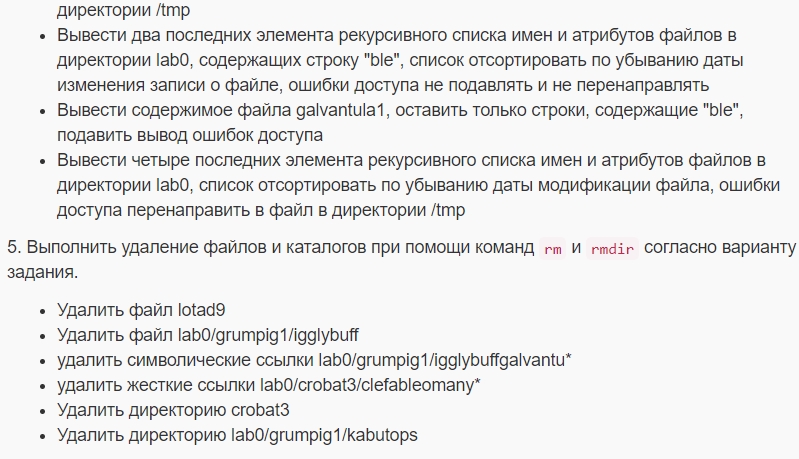 директории /tmp
• Вывести два последних элемента рекурсивного списка имен и атрибутов файлов в
директории lab0, содержащих строку "ble", список отсортировать по убыванию даты
изменения записи о файле, ошибки доступа не подавлять и не перенаправлять
• Вывести содержимое файла galvantula1, оставить только строки, содержащие "ble",
подавить вывод ошибок доступа
• Вывести четыре последних элемента рекурсивного списка имен и атрибутов файлов в
директории lab0, список отсортировать по убыванию даты модификации файла, ошибки
доступа перенаправить в файл в директории /tmp
5. Выполнить удаление файлов и каталогов при помощи команд rm и rmdir согласно варианту
задания.
• Удалить файл lotad9
• Удалить файл lab0/grumpig1/igglybuff
• удалить символические ссылки lab0/grumpig1/igglybuffgalvantu*
• удалить жесткие ссылки lab0/crobat3/clefableomany*
• Удалить директорию crobat3
• Удалить директорию lab0/grumpig1/kabutops